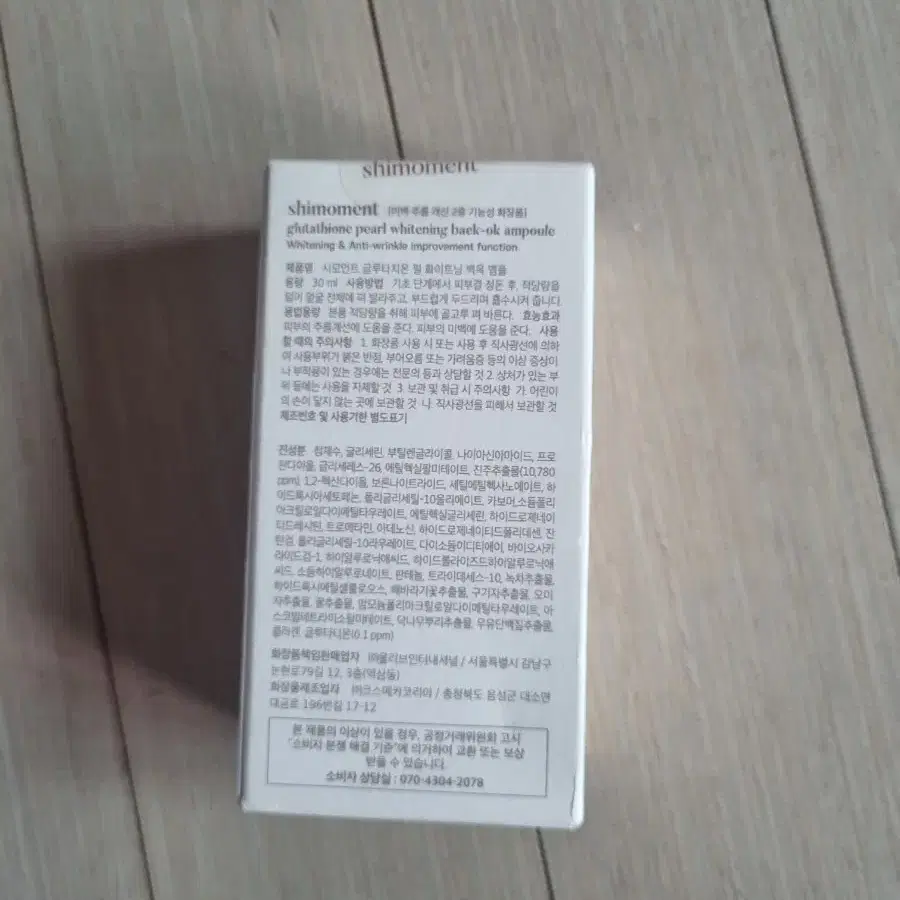 shimoment
shimoment [미백·주름 개선 2중 기능성 화장품]
glutathione pearl whitening baek-ok ampoule
Whitening & Anti-wrinkle improvement function
제품명 시모먼트 글루타치온 펄 화이트닝 백옥 앰플
용량 30 ml 사용방법 기초 단계에서 피부결 정돈 후, 적당량을
덜어 얼굴 전체에 펴 발라주고, 부드럽게 두드리며 흡수시켜 줍니다.
용법용량 본품 적당량을 취해 피부에 골고루 펴 바른다. 효능효과
피부의 주름개선에 도움을 준다. 피부의 미백에 도움을 준다. 사용
할 때의 주의사항 1. 화장품 사용 시 또는 사용 후 직사광선에 의하
여 사용부위가 붉은 반점, 부어오름 또는 가려움증 등의 이상 증상이
나 부작용이 있는 경우에는 전문의 등과 상담할 것 2. 상처가 있는 부
위 등에는 사용을 자제할 것 3. 보관 및 취급 시 주의사항 가. 어린이
의 손이 닿지 않는 곳에 보관할 것 나. 직사광선을 피해서 보관할 것
제조번호 및 사용기한 별도표기
전성분 정제수, 글리세린, 부틸렌글라이콜, 나이아신아마이드, 프로
판다이올, 글리세레스-26, 에틸헥실팔미테이트, 진주추출물(10,780
ppm), 1,2-헥산다이올, 보론나이트라이드, 세틸에틸헥사노에이트, 하
이드록시아세토페논, 폴리글리세릴-10올리에이트, 카보머, 소듐폴리
아크릴로일다이메틸타우레이트, 에틸헥실글리세린, 하이드로제네이
티드레시틴, 트로메타민, 아데노신, 하이드로제네이티드폴리데센, 잔
탄검, 폴리글리세릴-10라우레이트, 다이소듐이디티에이, 바이오사카
라이드검-1, 하이알루로닉애씨드, 하이드롤라이즈드하이알루로닉애
씨드, 소듐하이알루로네이트, 판테놀, 트라이데세스-10, 녹차추출물,
하이드록시에틸셀룰로오스, 해바라기꽃추출물, 구기자추출물, 오미
자추출물, 꿀추출물, 암모늄폴리아크릴로일다이메틸타우레이트, 아
스코빌테트라이소팔미테이트, 닥나무뿌리추출물, 우유단백질추출물,
콜라겐, 글루타티온(0.1 ppm)
화장품책임판매업자 ㈜올리브인터내셔널 / 서울특별시 강남구
논현로79길 12, 3층(역삼동)
화장품제조업자 ㈜코스메카코리아 / 충청북도 음성군 대소면
대금로 196번길 17-12
본 제품의 이상이 있을 경우, 공정거래위원회 고시
"소비자 분쟁 해결 기준"에 의거하여 교환 또는 보상
받을 수 있습니다.
소비자 상담실 : 070-4304-2078